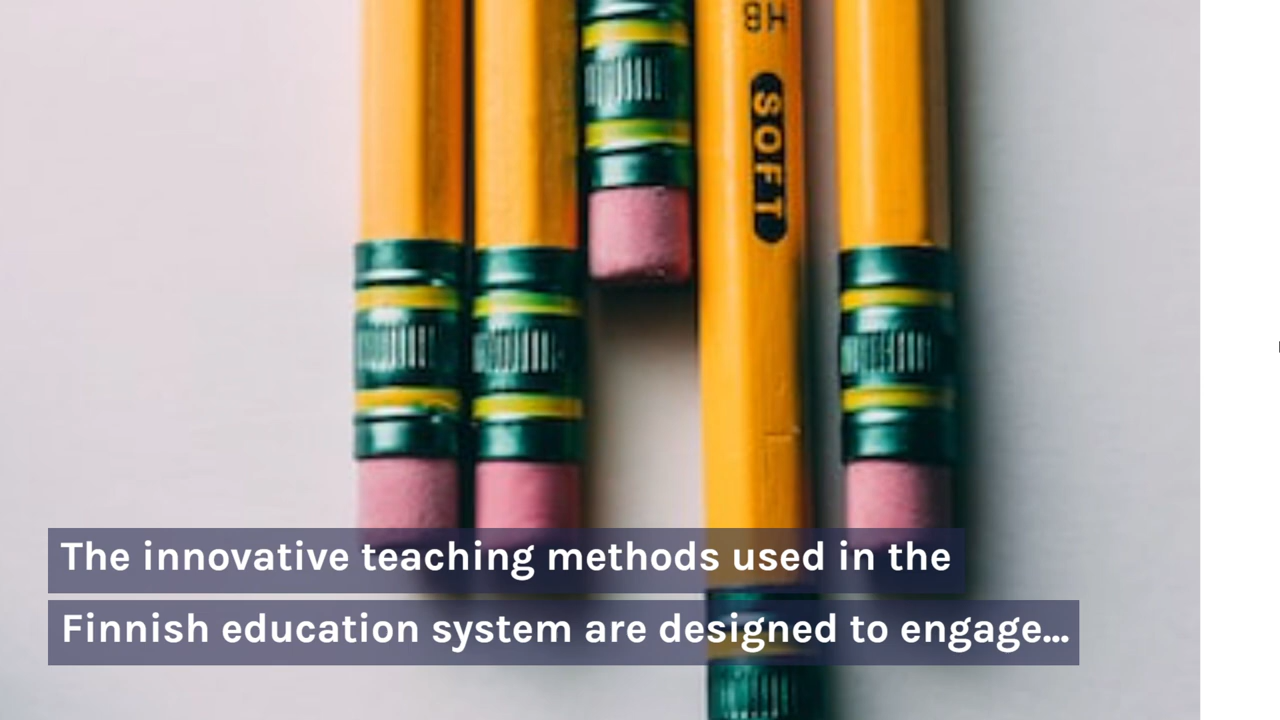 HB
SOFT
The innovative teaching methods used in the
Finnish education system are designed to engage...